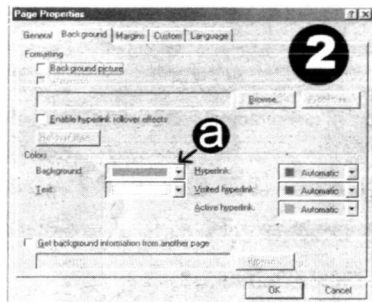 Page Properties
General Background Margins Custom Language
2
Formatting
Background picture
Browse...
Enable hyperlink rollover effects
a
Colors
Background: Hyperlink: Automatic
Text: Visited hyperlink: Automatic
Active hyperlink: Automatic
Get background information from another page
OK Cancel